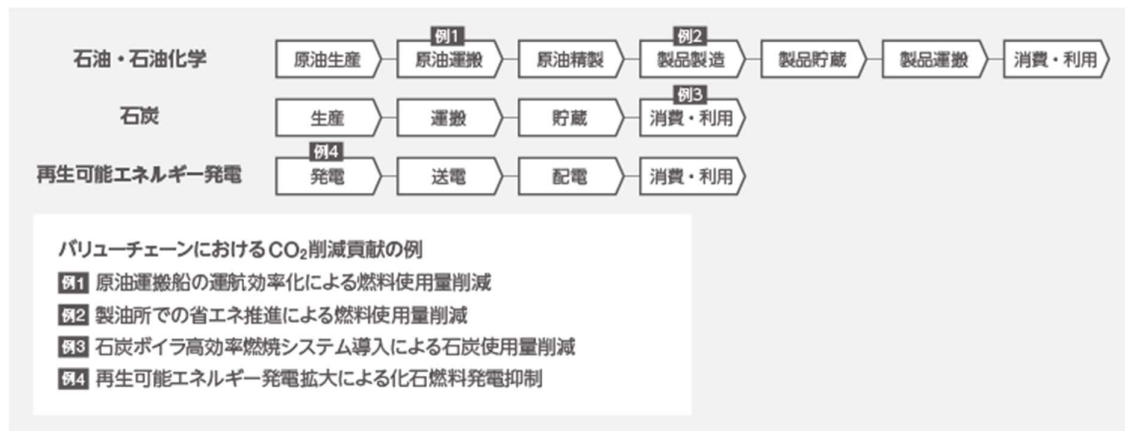 例1 例2
石油・石油化学 原油生産 原油運搬 原油精製 製品製造 製品貯蔵 製品運搬 消費・利用
例3
石炭 生産 運搬 貯蔵 消費・利用
例4
再生可能エネルギー発電 発電 送電 配電 消費・利用
バリューチェーンにおけるCO₂削減貢献の例
例1 原油運搬船の運航効率化による燃料使用量削減
例2 製油所での省エネ推進による燃料使用量削減
例3 石炭ボイラ高効率燃焼システム導入による石炭使用量削減
例4 再生可能エネルギー発電拡大による化石燃料発電抑制